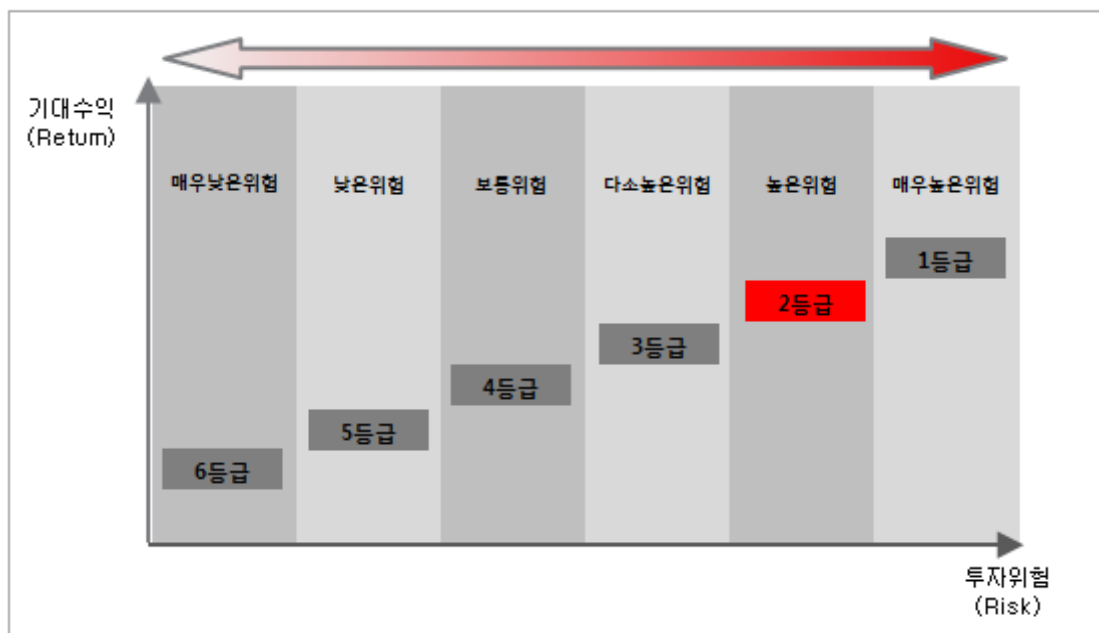 기대수익
(Return)
매우낮은위험 낮은위험 보통위험 다소높은위험 높은위험 매우높은위험
1등급
2등급
3등급
4등급
5등급
6등급
투자위험
(Risk)